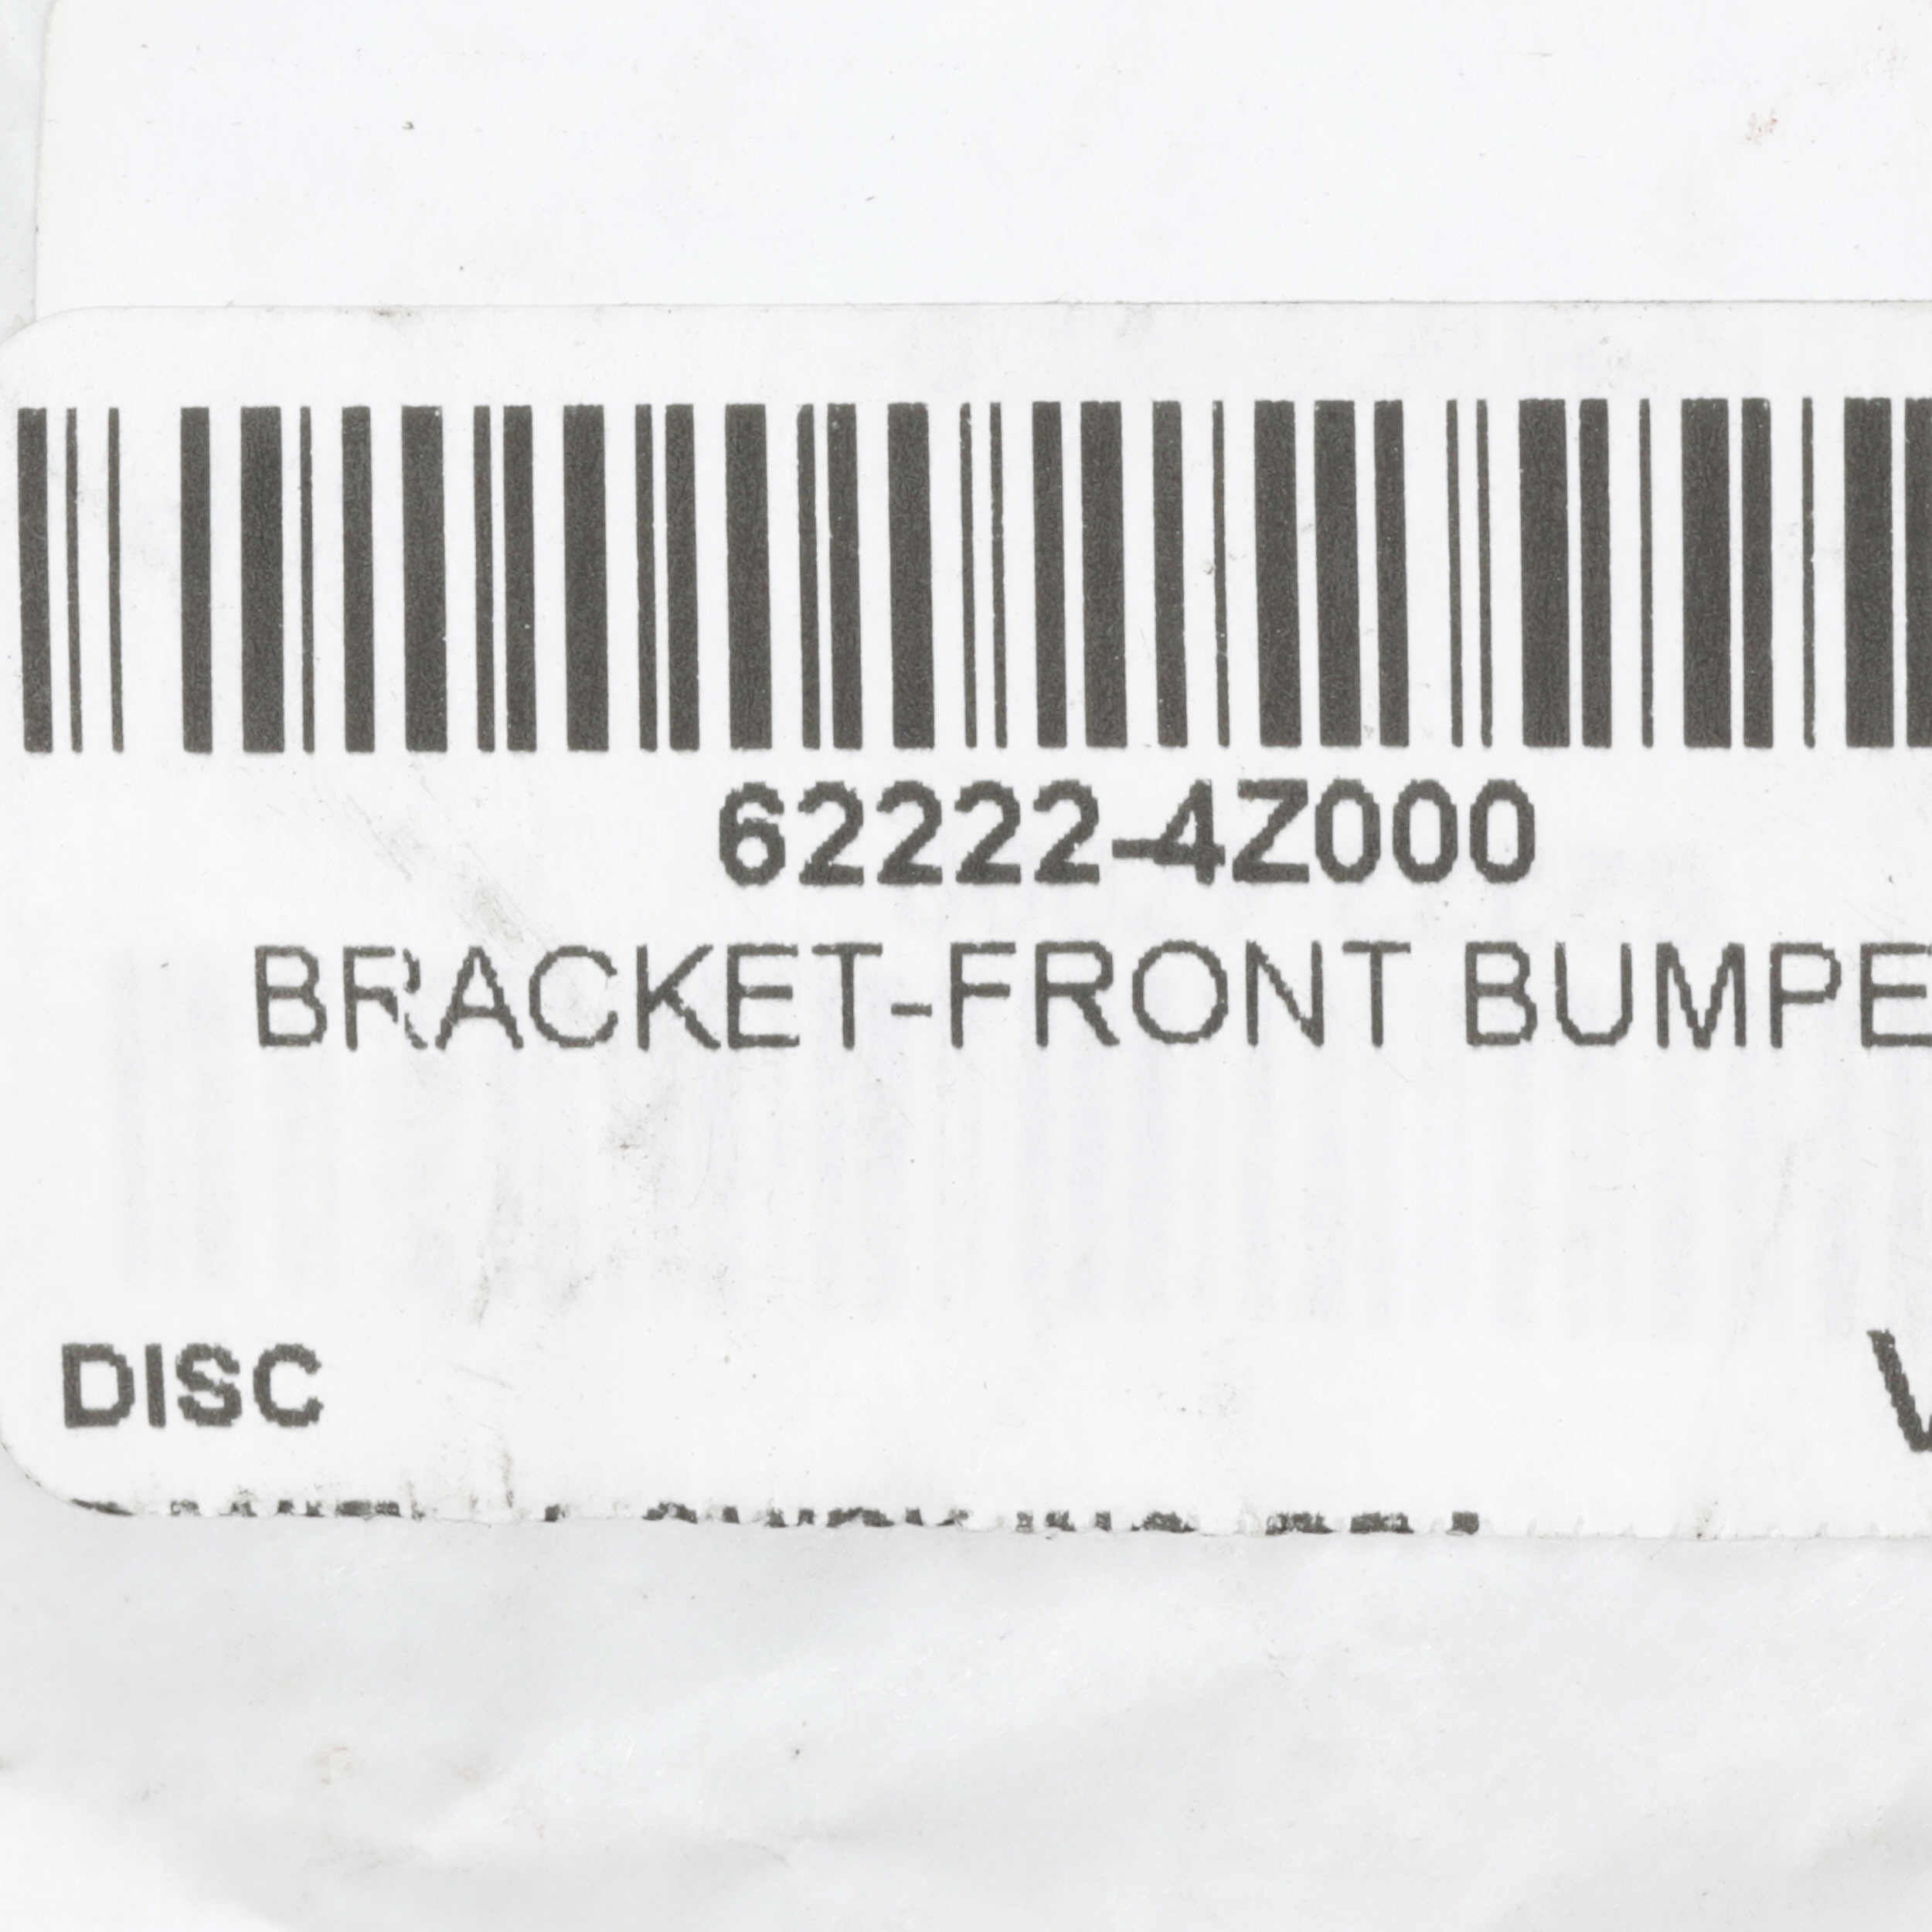 62222-4Z000
BRACKET-FRONT BUMPE
DISC